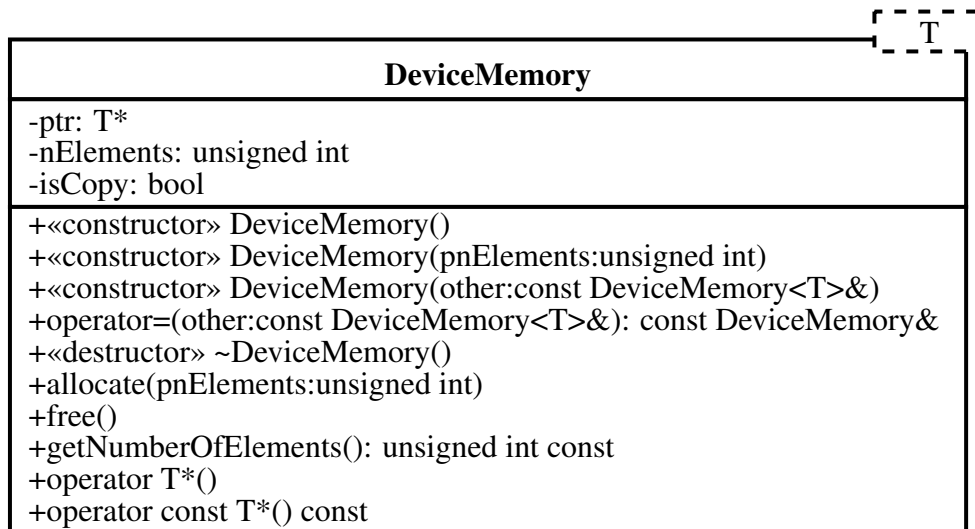 T
DeviceMemory
-ptr: T*
-nElements: unsigned int
-isCopy: bool
+«constructor» DeviceMemory()
+«constructor» DeviceMemory(pnElements:unsigned int)
+«constructor» DeviceMemory(other:const DeviceMemory<T>&)
+operator=(other:const DeviceMemory<T>&): const DeviceMemory&
+«destructor» ~DeviceMemory()
+allocate(pnElements:unsigned int)
+free()
+getNumberOfElements(): unsigned int const
+operator T*()
+operator const T*() const